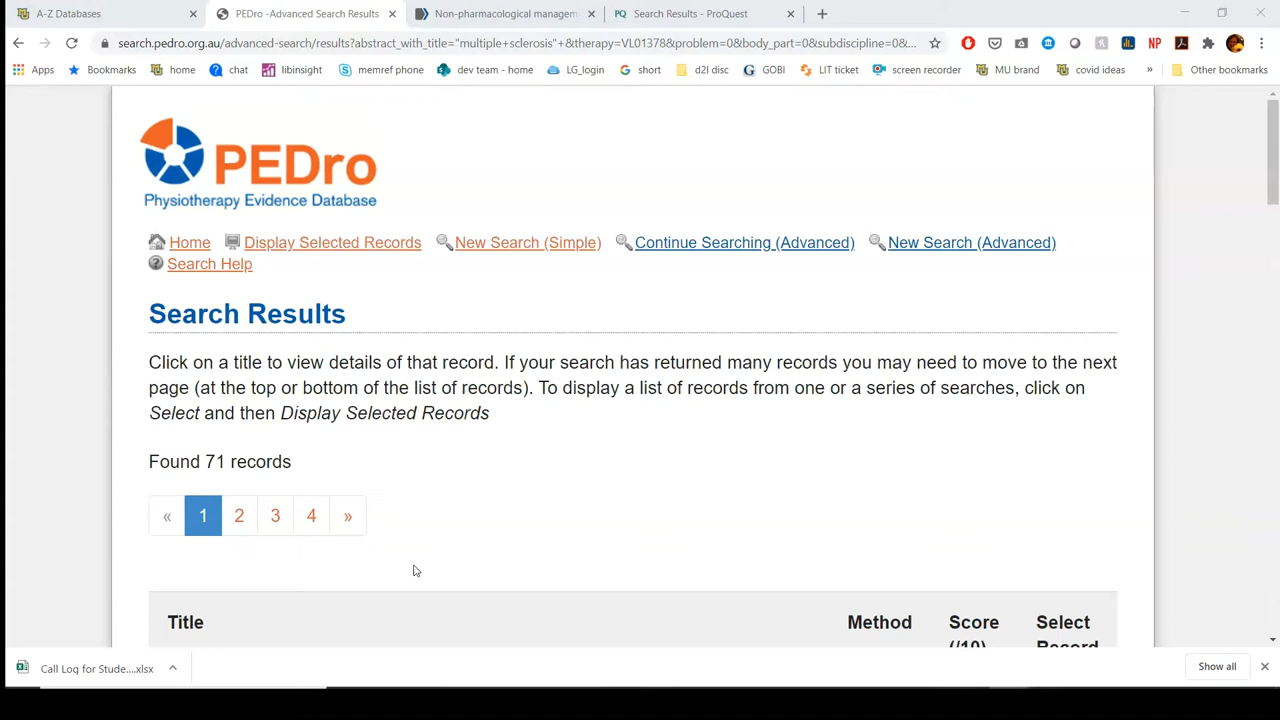 A-Z Databases
PEDro -Advanced Search Results
Non-pharmacological managem
PQ Search Results - ProQuest
search.pedro.org.au/advanced-search/results?abstract_with_title="multiple+sclerosis"+&therapy=VL01378&problem=0&body_part=0&subdiscipline=0&...
Apps Bookmarks home chat libinsight memref phone dev team - home LG_login short d2l disc GOBI LIT ticket screen recorder MU brand covid ideas » Other bookmarks
PEDro
Physiotherapy Evidence Database
Home Display Selected Records New Search (Simple) Continue Searching (Advanced) New Search (Advanced)
Search Help
Search Results
Click on a title to view details of that record. If your search has returned many records you may need to move to the next
page (at the top or bottom of the list of records). To display a list of records from one or a series of searches, click on
Select and then Display Selected Records
Found 71 records
« 1 2 3 4 »
Title Method Score Select
(/10) Record
Call Log for Stude....xlsx
Show all